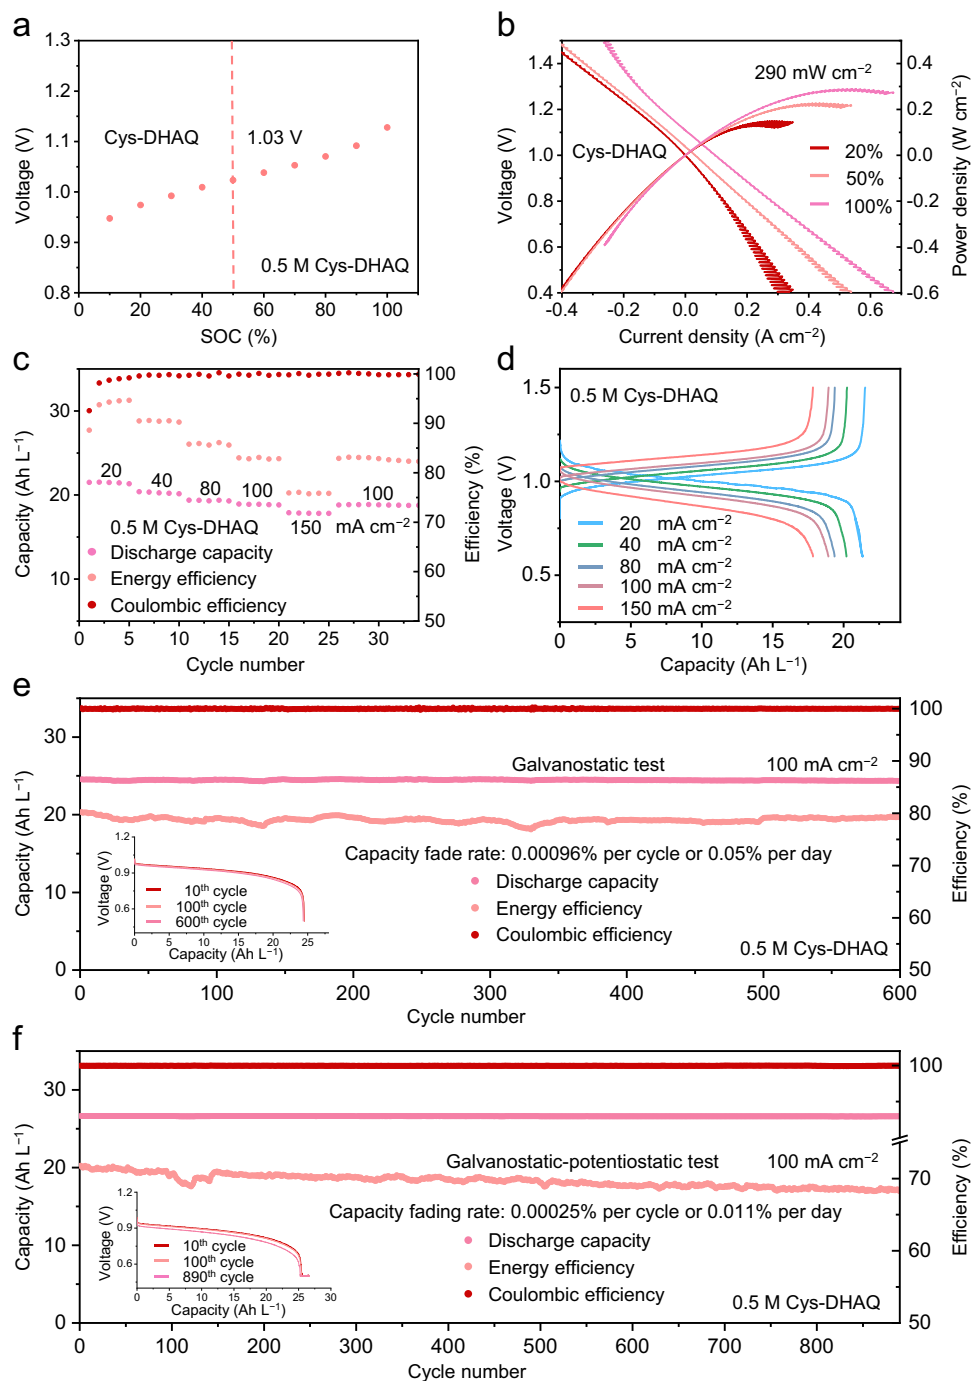 a
1.3
1.2
1.1
1.0
0.9
0.8
Voltage (V)
Cys-DHAQ
1.03 V
0.5 M Cys-DHAQ
0 20 40 60 80 100
SOC (%)
b
1.4
1.2
1.0
0.8
0.6
0.4
Voltage (V)
290 mW cm⁻²
Cys-DHAQ
20%
50%
100%
0.4
0.2
0.0
−0.2
−0.4
−0.6
Power density (W cm⁻²)
−0.4 −0.2 0.0 0.2 0.4 0.6
Current density (A cm⁻²)
c
30
20
10
Capacity (Ah L⁻¹)
20
40
80
100
150
100
mA cm⁻²
0.5 M Cys-DHAQ
Discharge capacity
Energy efficiency
Coulombic efficiency
100
90
80
70
60
50
Efficiency (%)
0 5 10 15 20 25 30
Cycle number
d
1.5
1.0
0.5
Voltage (V)
0.5 M Cys-DHAQ
20 mA cm⁻²
40 mA cm⁻²
80 mA cm⁻²
100 mA cm⁻²
150 mA cm⁻²
0 5 10 15 20
Capacity (Ah L⁻¹)
e
30
20
10
0
Capacity (Ah L⁻¹)
Galvanostatic test 100 mA cm⁻²
Capacity fade rate: 0.00096% per cycle or 0.05% per day
Discharge capacity
Energy efficiency
Coulombic efficiency
0.5 M Cys-DHAQ
1.2
0.9
0.6
Voltage (V)
10th cycle
100th cycle
600th cycle
0 5 10 15 20 25
Capacity (Ah L⁻¹)
100
90
80
70
60
50
Efficiency (%)
0 100 200 300 400 500 600
Cycle number
f
30
20
10
0
Capacity (Ah L⁻¹)
Galvanostatic-potentiostatic test 100 mA cm⁻²
Capacity fading rate: 0.00025% per cycle or 0.011% per day
Discharge capacity
Energy efficiency
Coulombic efficiency
0.5 M Cys-DHAQ
1.2
0.9
0.6
Voltage (V)
10th cycle
100th cycle
890th cycle
0 5 10 15 20 25 30
Capacity (Ah L⁻¹)
100
70
60
50
Efficiency (%)
0 100 200 300 400 500 600 700 800
Cycle number